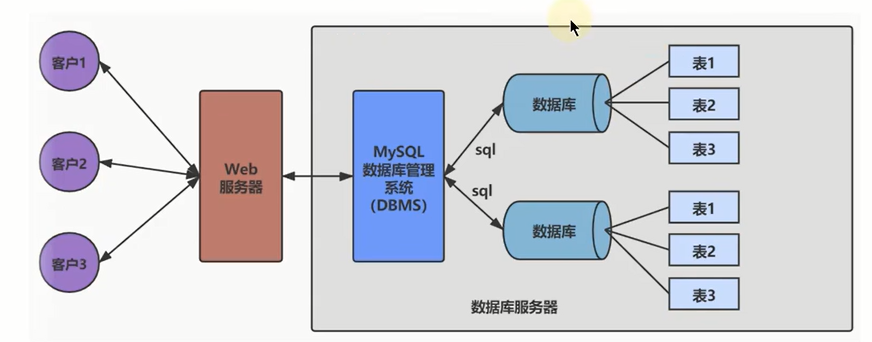 客户1
客户2
客户3
Web
服务器
MySQL
数据库管理
系统
（DBMS）
sql
sql
数据库
表1
表2
表3
数据库
表1
表2
表3
数据库服务器